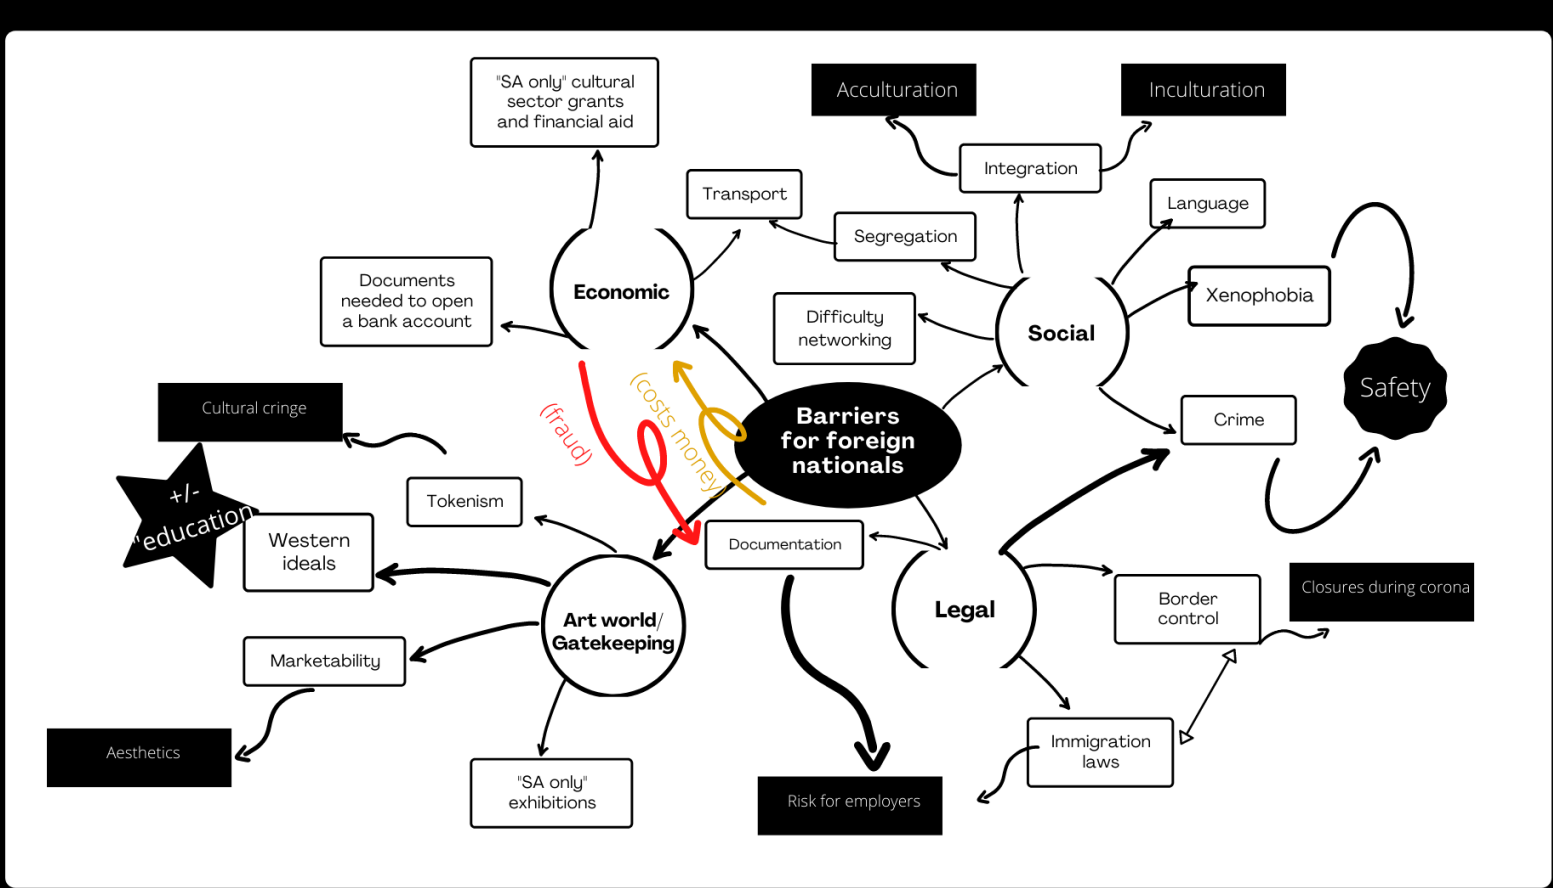 "SA only" cultural
sector grants
and financial aid
Acculturation
Inculturation
Integration
Transport
Language
Segregation
Documents
needed to open
a bank account
Economic
Xenophobia
Difficulty
networking
Social
Safety
Cultural cringe
(fraud)
(costs money)
Barriers
for foreign
nationals
Crime
+/-
"education
Tokenism
Western
ideals
Documentation
Art world/
Gatekeeping
Legal
Border
control
Closures during corona
Marketability
Aesthetics
"SA only"
exhibitions
Risk for employers
Immigration
laws